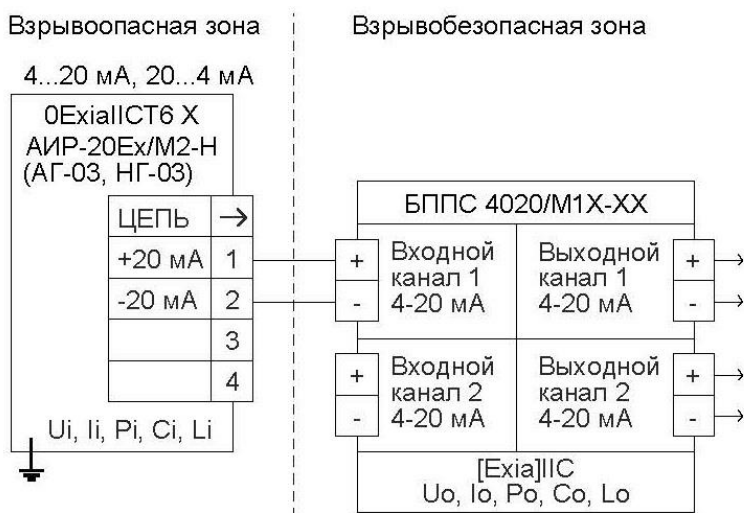 Взрывоопасная зона
Взрывобезопасная зона
4...20 мА, 20...4 мА
0ExiaIICT6 X
АИР-20Ex/М2-Н
(АГ-03, НГ-03)
ЦЕПЬ →
+20 мА 1
-20 мА 2
3
4
Ui, Ii, Pi, Ci, Li
БППС 4020/М1Х-ХХ
+ Входной
канал 1
- 4-20 мА
Выходной +
канал 1
4-20 мА -
+ Входной
канал 2
- 4-20 мА
Выходной +
канал 2
4-20 мА -
[Exia]IIC
Uo, Io, Po, Co, Lo